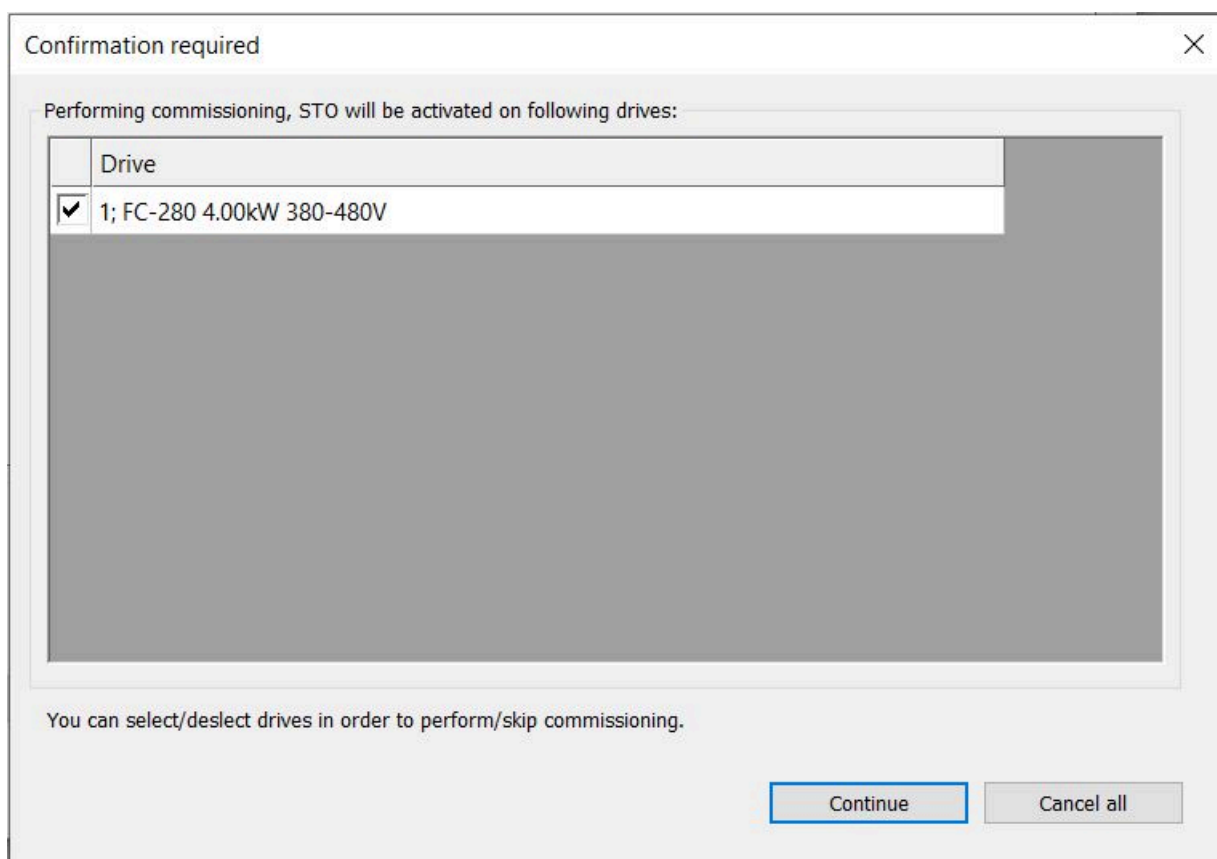 Confirmation required
Performing commissioning, STO will be activated on following drives:
Drive
1; FC-280 4.00kW 380-480V
You can select/deslect drives in order to perform/skip commissioning.
Continue
Cancel all